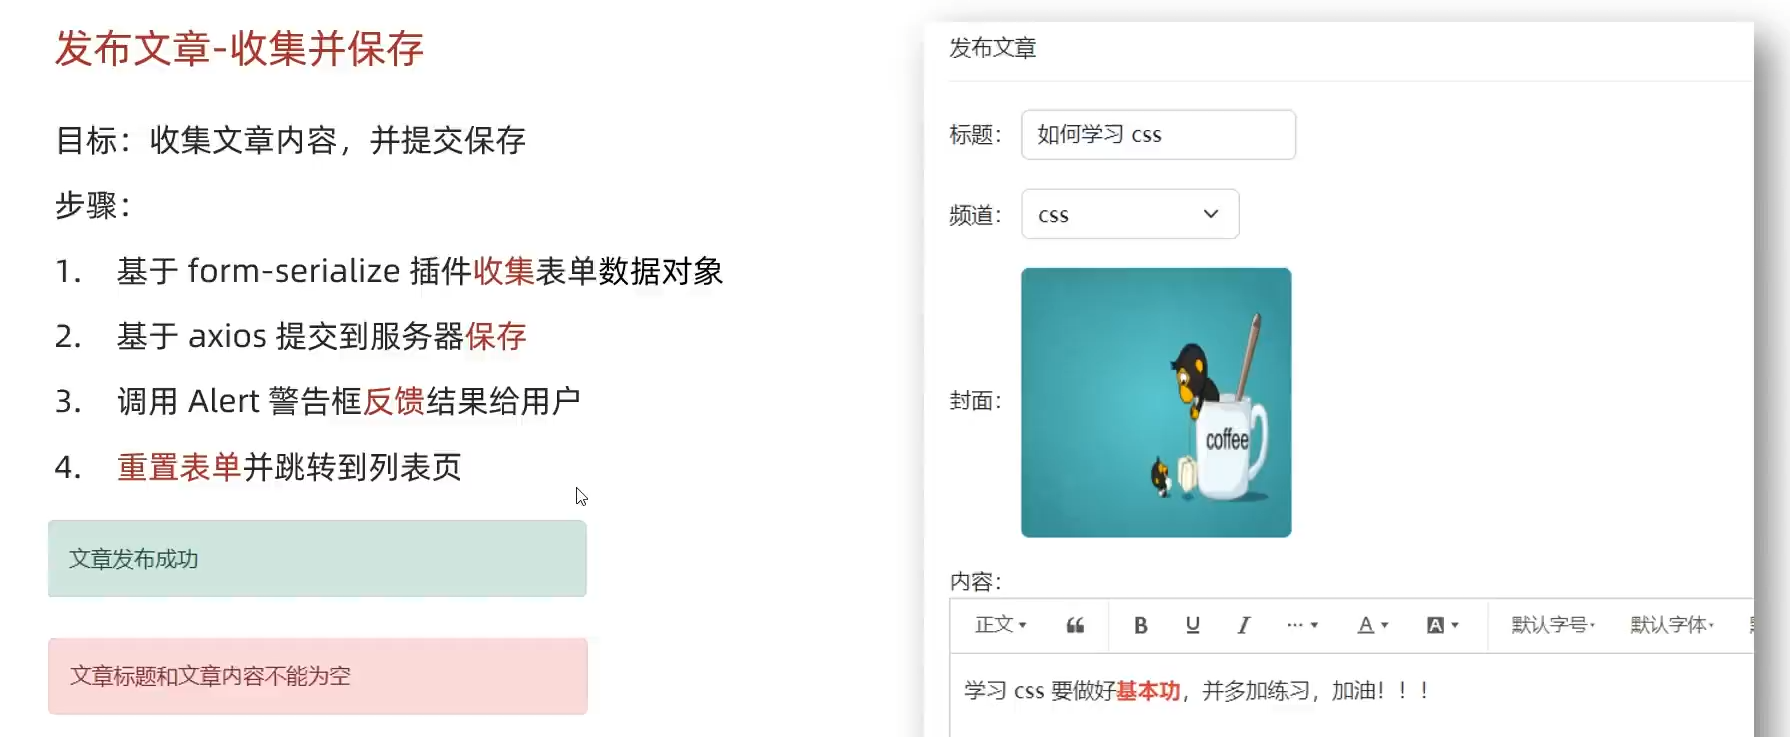 发布文章-收集并保存
目标：收集文章内容，并提交保存
步骤：
1. 基于 form-serialize 插件收集表单数据对象
2. 基于 axios 提交到服务器保存
3. 调用 Alert 警告框反馈结果给用户
4. 重置表单并跳转到列表页
文章发布成功
文章标题和文章内容不能为空
发布文章
标题： 如何学习 css
频道： css
封面：
coffee
内容：
正文 B U I ··· A A 默认字号 默认字体
学习 css 要做好基本功，并多加练习，加油！！！